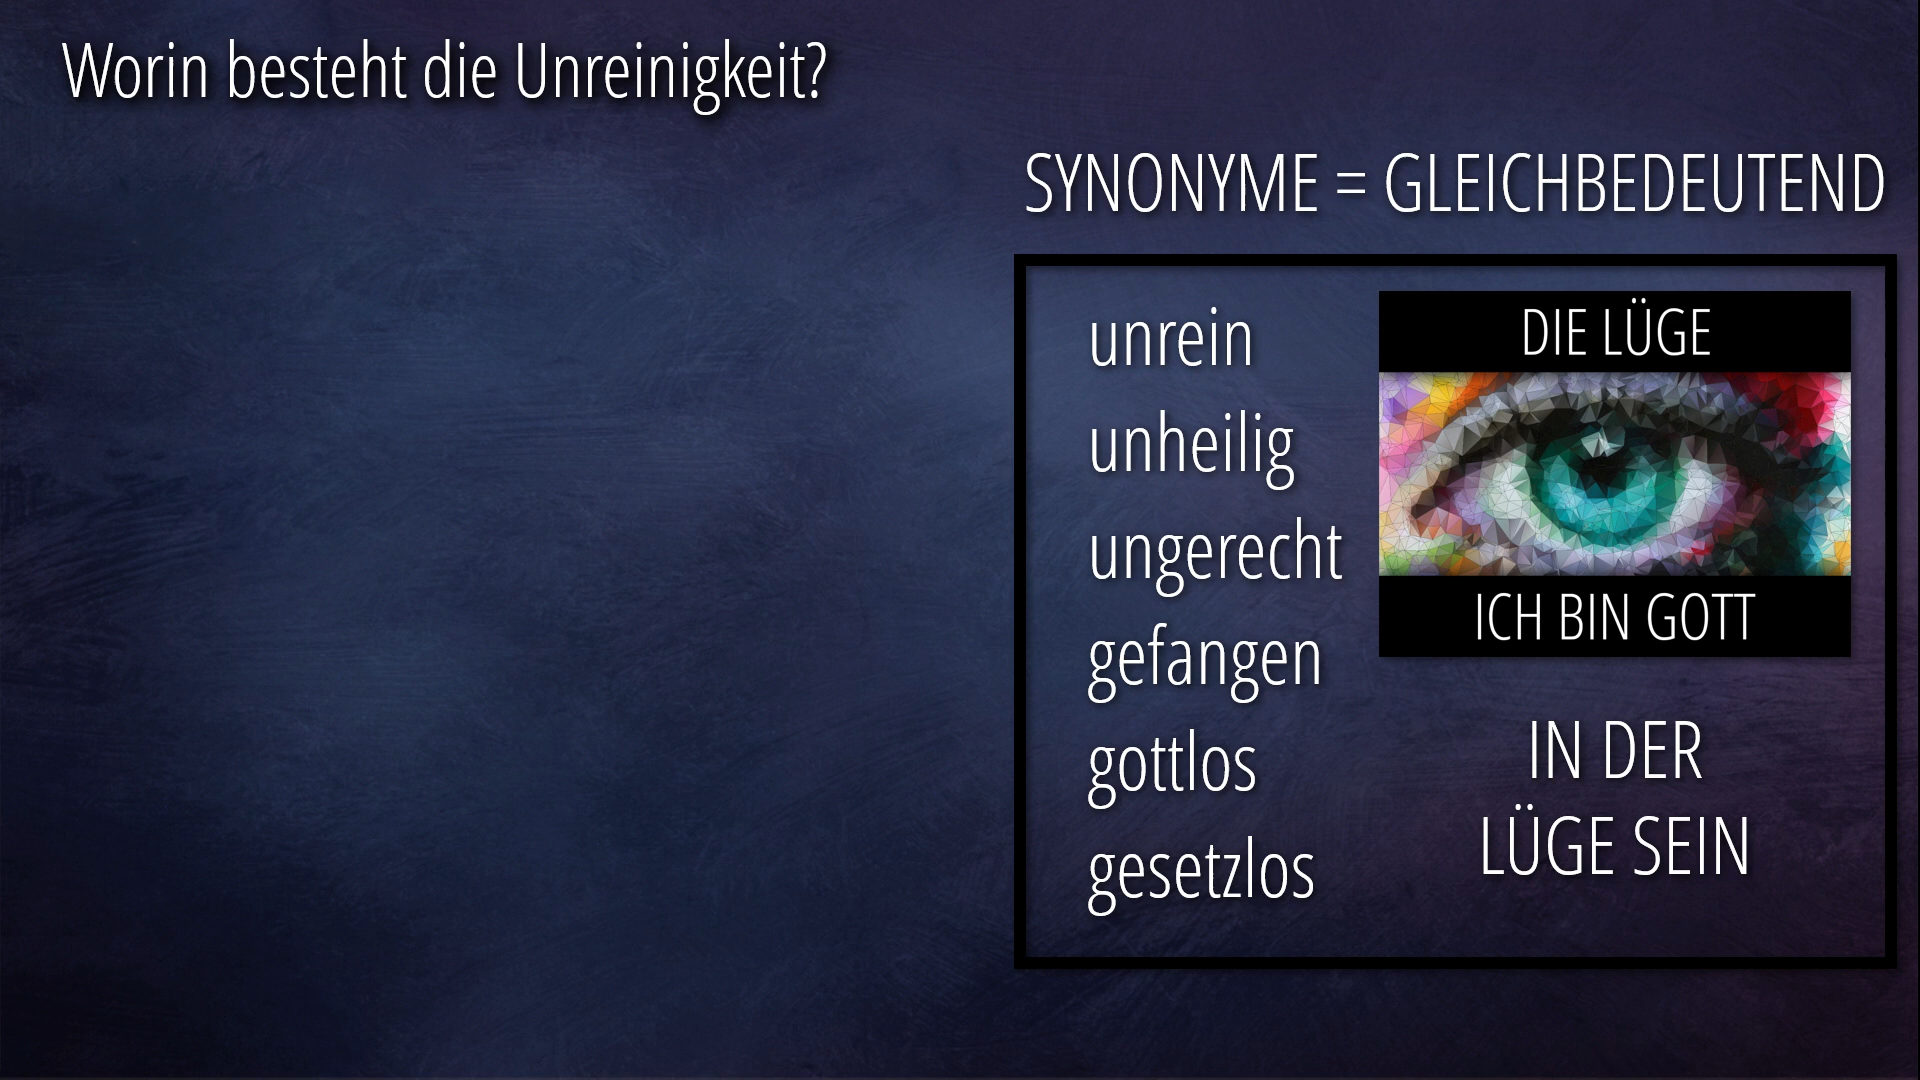 Worin besteht die Unreinigkeit?
SYNONYME = GLEICHBEDEUTEND
unrein
unheilig
ungerecht
gefangen
gottlos
gesetzlos
DIE LÜGE
ICH BIN GOTT
IN DER
LÜGE SEIN